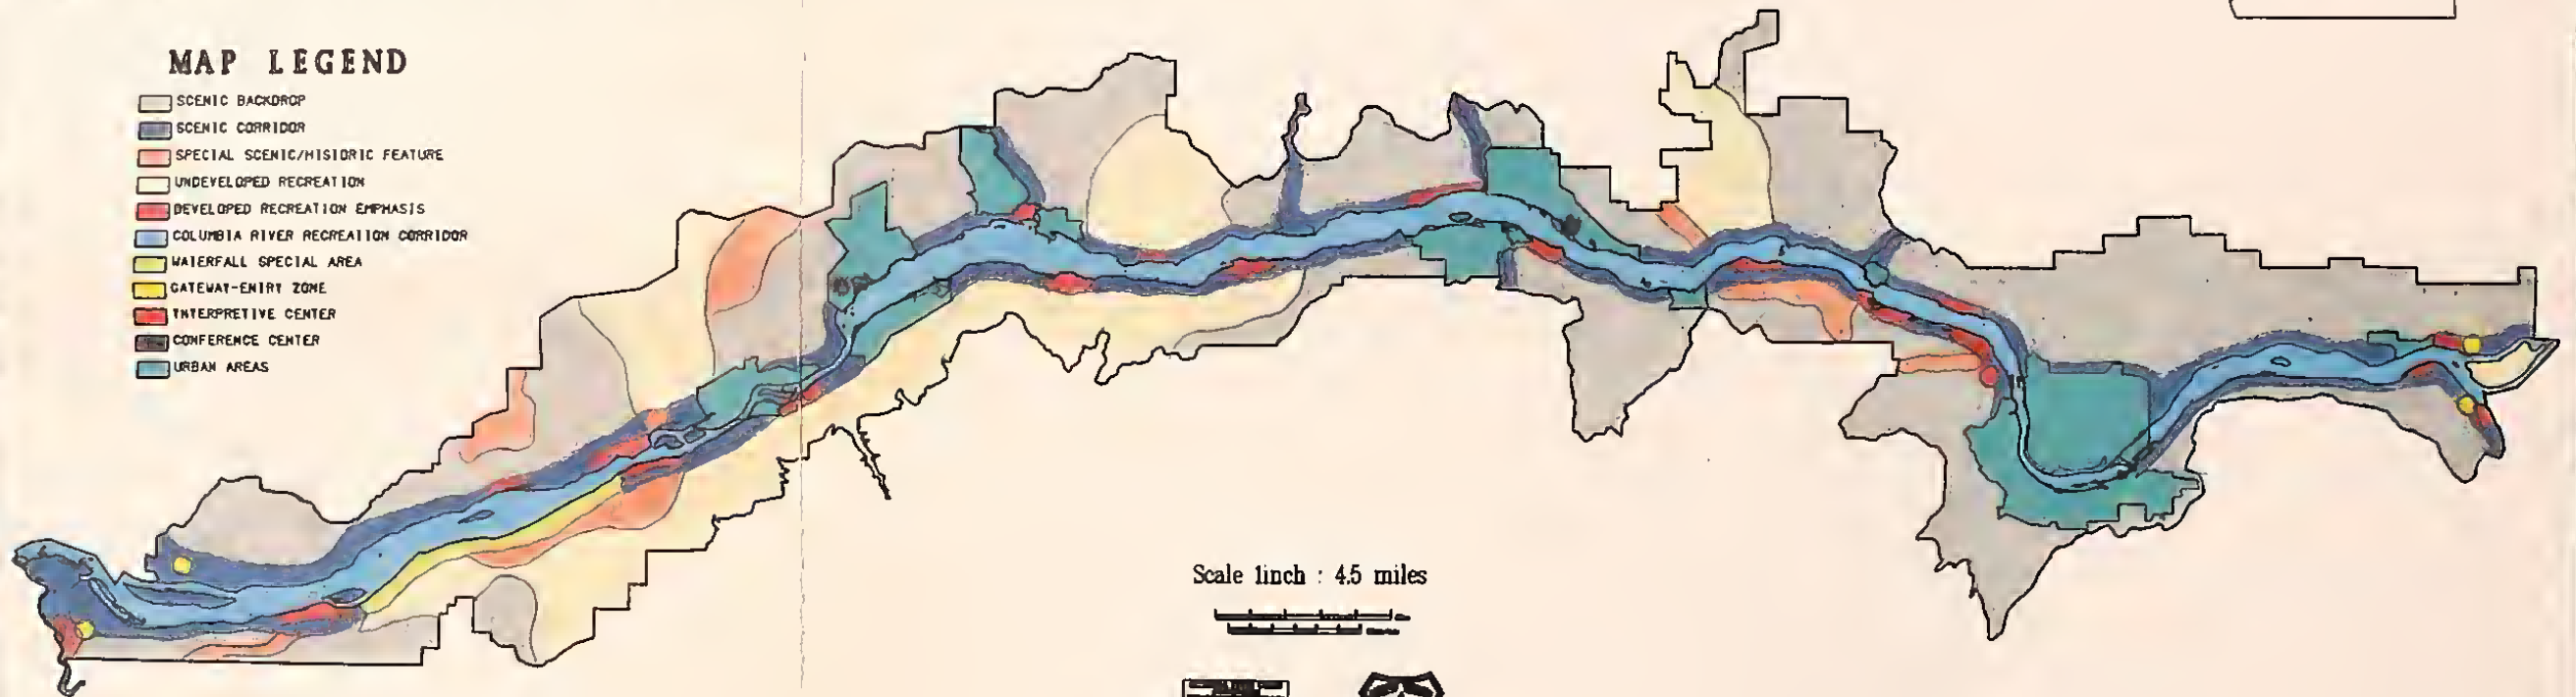 MAP LEGEND
SCENIC BACKDROP
SCENIC CORRIDOR
SPECIAL SCENIC/HISTORIC FEATURE
UNDEVELOPED RECREATION
DEVELOPED RECREATION EMPHASIS
COLUMBIA RIVER RECREATION CORRIDOR
WATERFALL SPECIAL AREA
GATEWAY-ENTRY ZONE
INTERPRETIVE CENTER
CONFERENCE CENTER
URBAN AREAS
Scale 1inch : 4.5 miles